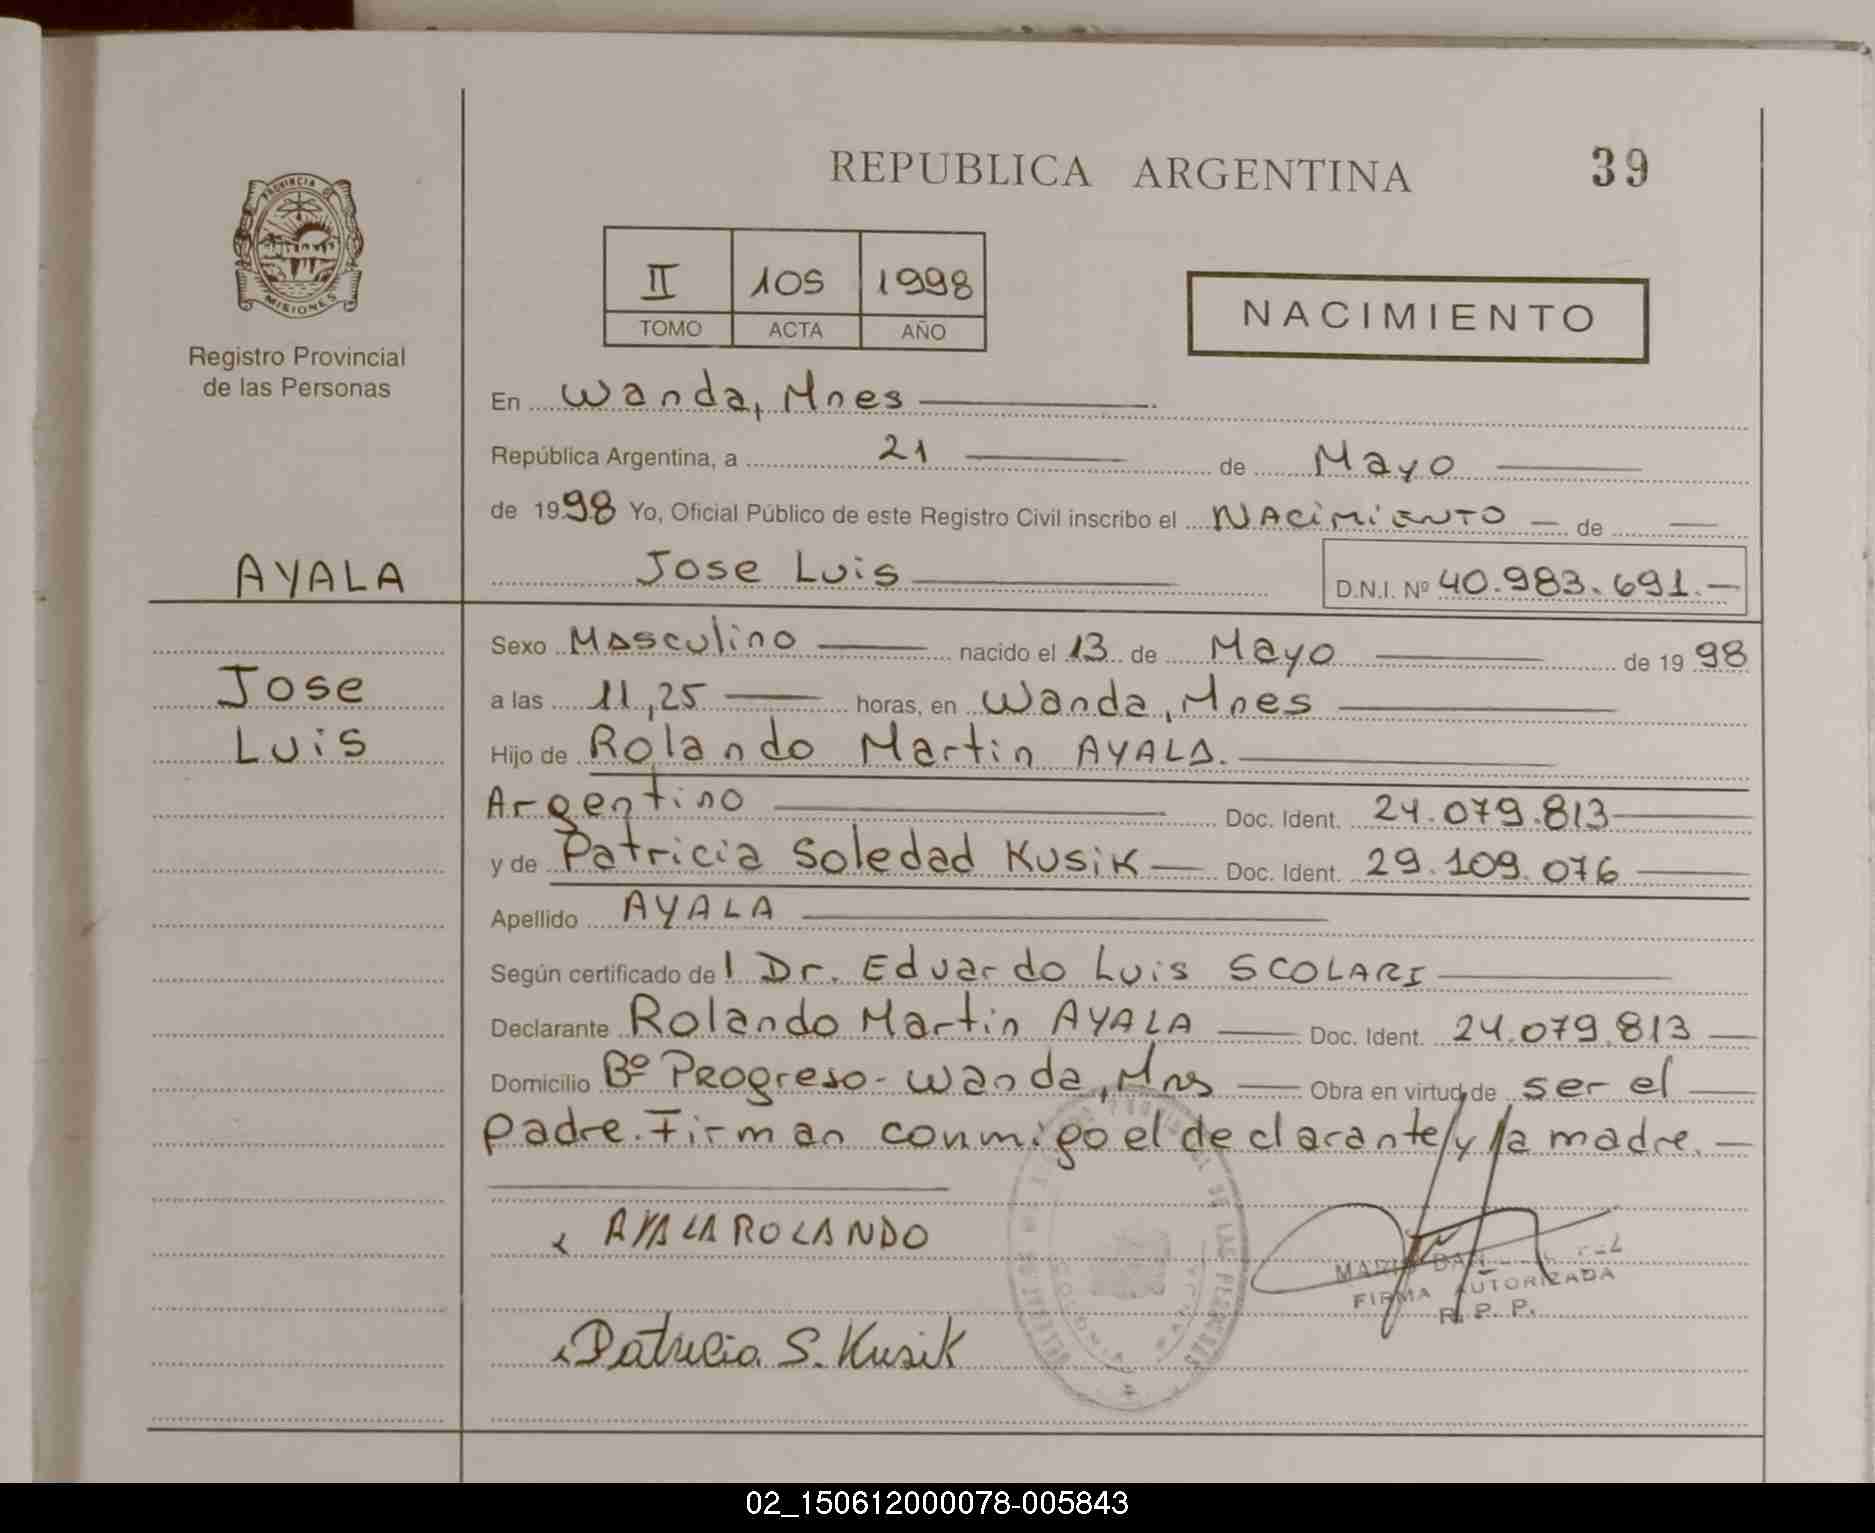 REPUBLICA ARGENTINA
39
PROVINCIA DE
MISIONES
Registro Provincial
de las Personas
II 105 1998
TOMO ACTA AÑO
NACIMIENTO
En Wanda, Mnes
República Argentina, a 21 de Mayo
de 1998 Yo, Oficial Público de este Registro Civil inscribo el NACIMIENTO de
AYALA
Jose Luis
D.N.I. Nº 40.983.691.-
Jose
Luis
Sexo Masculino nacido el 13 de Mayo de 1998
a las 11,25 horas, en Wanda, Mnes
Hijo de Rolando Martin AYALA.
Argentino Doc. Ident. 24.079.813
y de Patricia Soledad Kusik Doc. Ident. 29.109.076
Apellido AYALA
Según certificado del Dr. Eduardo Luis SCOLARI
Declarante Rolando Martin AYALA Doc. Ident. 24.079.813
Domicilio Bº Progreso - Wanda, Mns Obra en virtud de ser el
padre. Firman conmigo el declarante y la madre.
AYALA ROLANDO
FIRMA AUTORIZADA
R. P. P.
Patricia S. Kusik
02_150612000078-005843